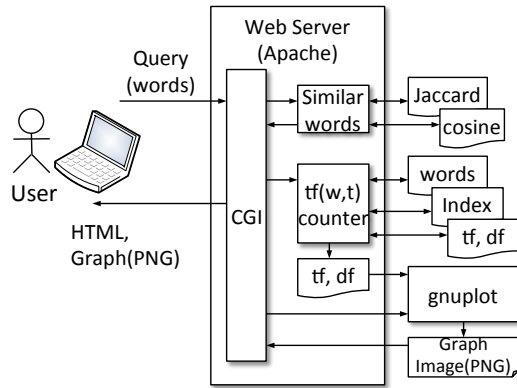 Web Server
(Apache)
Query
(words)
Similar
words
Jaccard
cosine
User
HTML,
Graph(PNG)
CGI
tf(w,t)
counter
words
Index
tf, df
tf, df
gnuplot
Graph
Image(PNG)